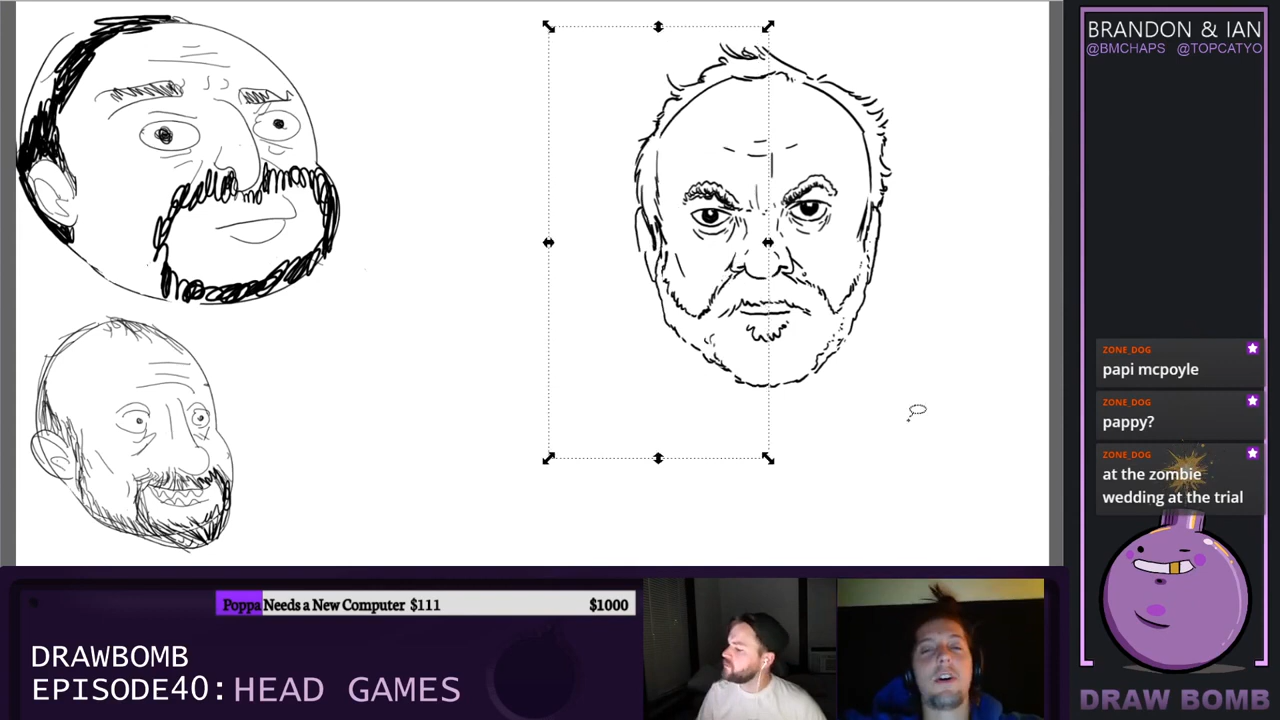 BRANDON & IAN
@BMCHAPS @TOPCATYO
ZONE_DOG
papi mcpoyle
ZONE_DOG
pappy?
ZONE_DOG
at the zombie
wedding at the trial
Poppa Needs a New Computer $111 $1000
DRAWBOMB
EPISODE40: HEAD GAMES
DRAW BOMB